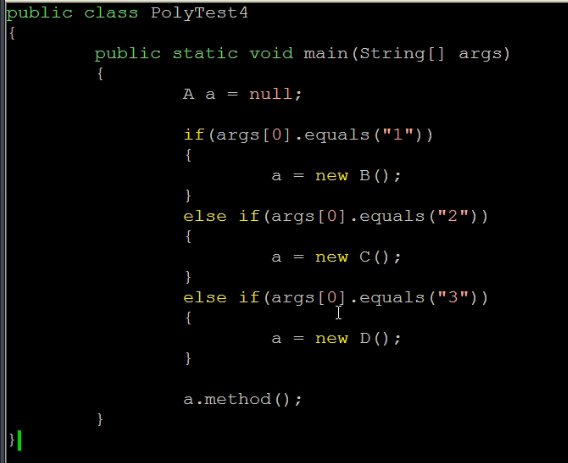 public class PolyTest4
{
        public static void main(String[] args)
        {
                A a = null;

                if(args[0].equals("1"))
                {
                        a = new B();
                }
                else if(args[0].equals("2"))
                {
                        a = new C();
                }
                else if(args[0].equals("3"))
                {
                        a = new D();
                }

                a.method();
        }
}